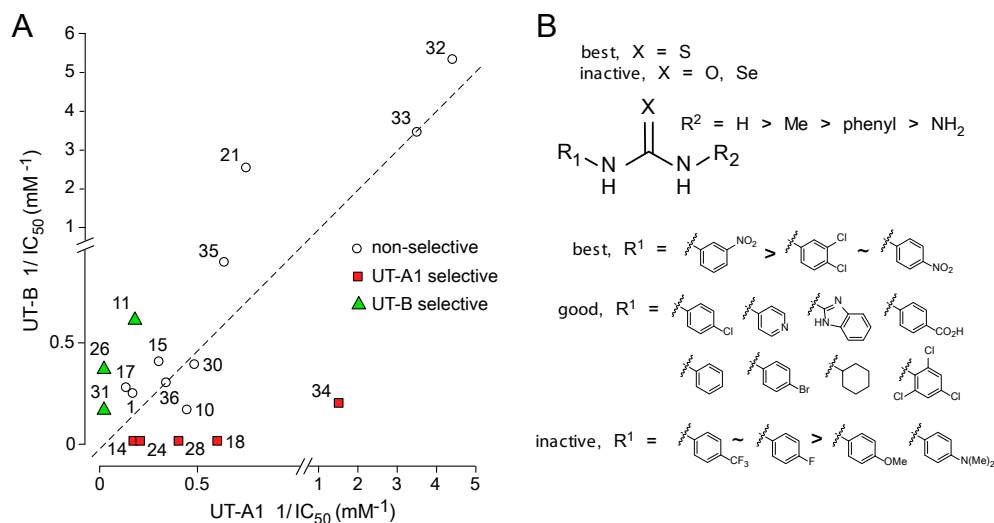 A
UT-B 1/IC50 (mM-1)
6
5
4
3
2
1
0.5
0
32
33
21
35
11
15
30
26
17
31
1
36
10
34
14
24
28
18
non-selective
UT-A1 selective
UT-B selective
0
0.5
1
2
3
4
5
UT-A1 1/IC50 (mM-1)
B
best, X = S
inactive, X = O, Se
X
R1
N
H
N
H
R2
R2 = H > Me > phenyl > NH2
best, R1 =
NO2
>
Cl
Cl
~
NO2
good, R1 =
Cl
N
N
HN
CO2H
Br
Cl
Cl
Cl
inactive, R1 =
CF3
~
F
>
OMe
N(Me)2